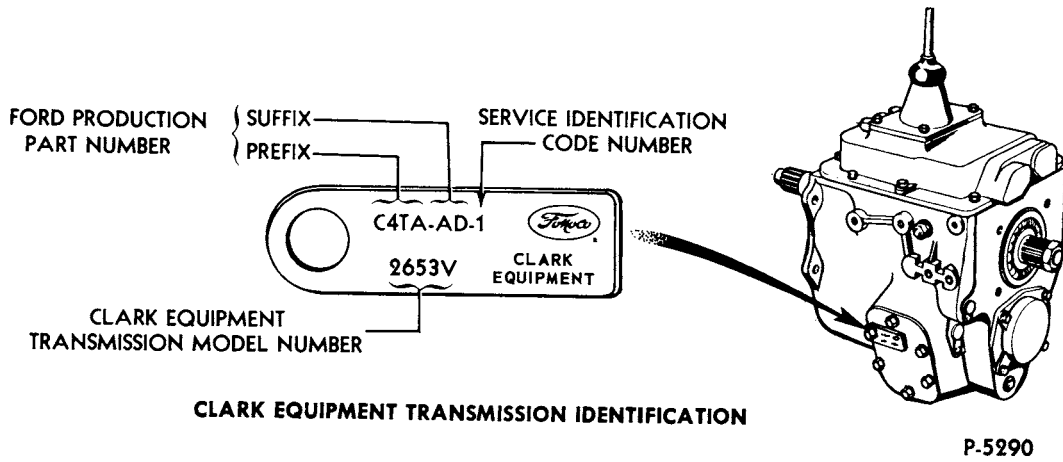 FORD PRODUCTION
PART NUMBER
SUFFIX
PREFIX
SERVICE IDENTIFICATION
CODE NUMBER
C4TA-AD-1
FoMoCo
2653V
CLARK
EQUIPMENT
CLARK EQUIPMENT
TRANSMISSION MODEL NUMBER
CLARK EQUIPMENT TRANSMISSION IDENTIFICATION
P-5290